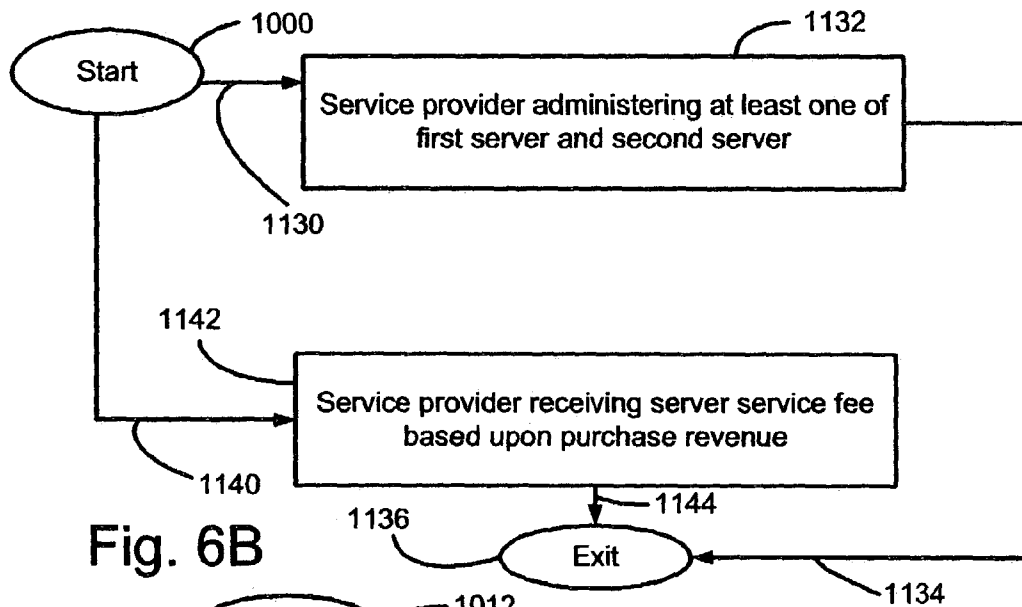 1000
1132
Start
Service provider administering at least one of
first server and second server
1130
1142
Service provider receiving server service fee
based upon purchase revenue
1140
1144
1136
Fig. 6B
Exit
1134
1012